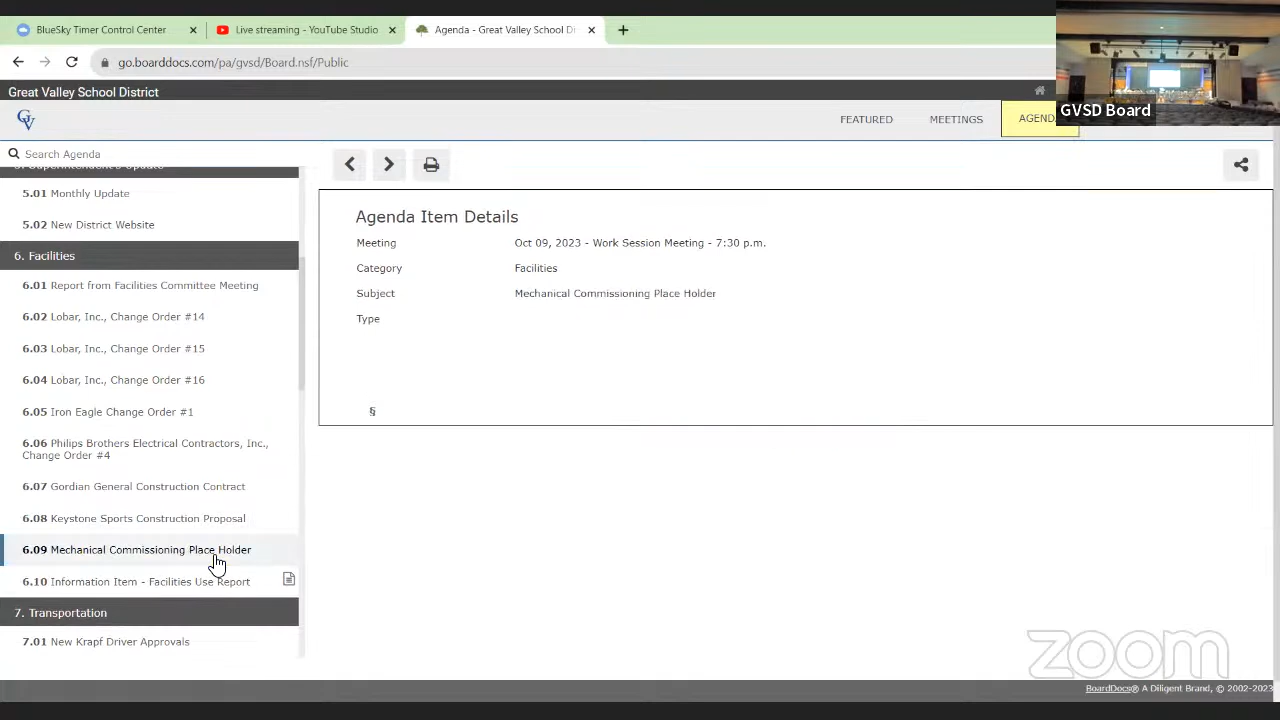 BlueSky Timer Control Center
Live streaming - YouTube Studio
Agenda - Great Valley School Di
go.boarddocs.com/pa/gvsd/Board.nsf/Public
Great Valley School District
GVSD Board
GV
FEATURED
MEETINGS
AGEND
Search Agenda
5. Superintendent's Update
5.01 Monthly Update
5.02 New District Website
6. Facilities
6.01 Report from Facilities Committee Meeting
6.02 Lobar, Inc., Change Order #14
6.03 Lobar, Inc., Change Order #15
6.04 Lobar, Inc., Change Order #16
6.05 Iron Eagle Change Order #1
6.06 Philips Brothers Electrical Contractors, Inc.,
Change Order #4
6.07 Gordian General Construction Contract
6.08 Keystone Sports Construction Proposal
6.09 Mechanical Commissioning Place Holder
6.10 Information Item - Facilities Use Report
7. Transportation
7.01 New Krapf Driver Approvals
Agenda Item Details
Meeting Oct 09, 2023 - Work Session Meeting - 7:30 p.m.
Category Facilities
Subject Mechanical Commissioning Place Holder
Type
§
zoom
BoardDocs® A Diligent Brand, © 2002-2023